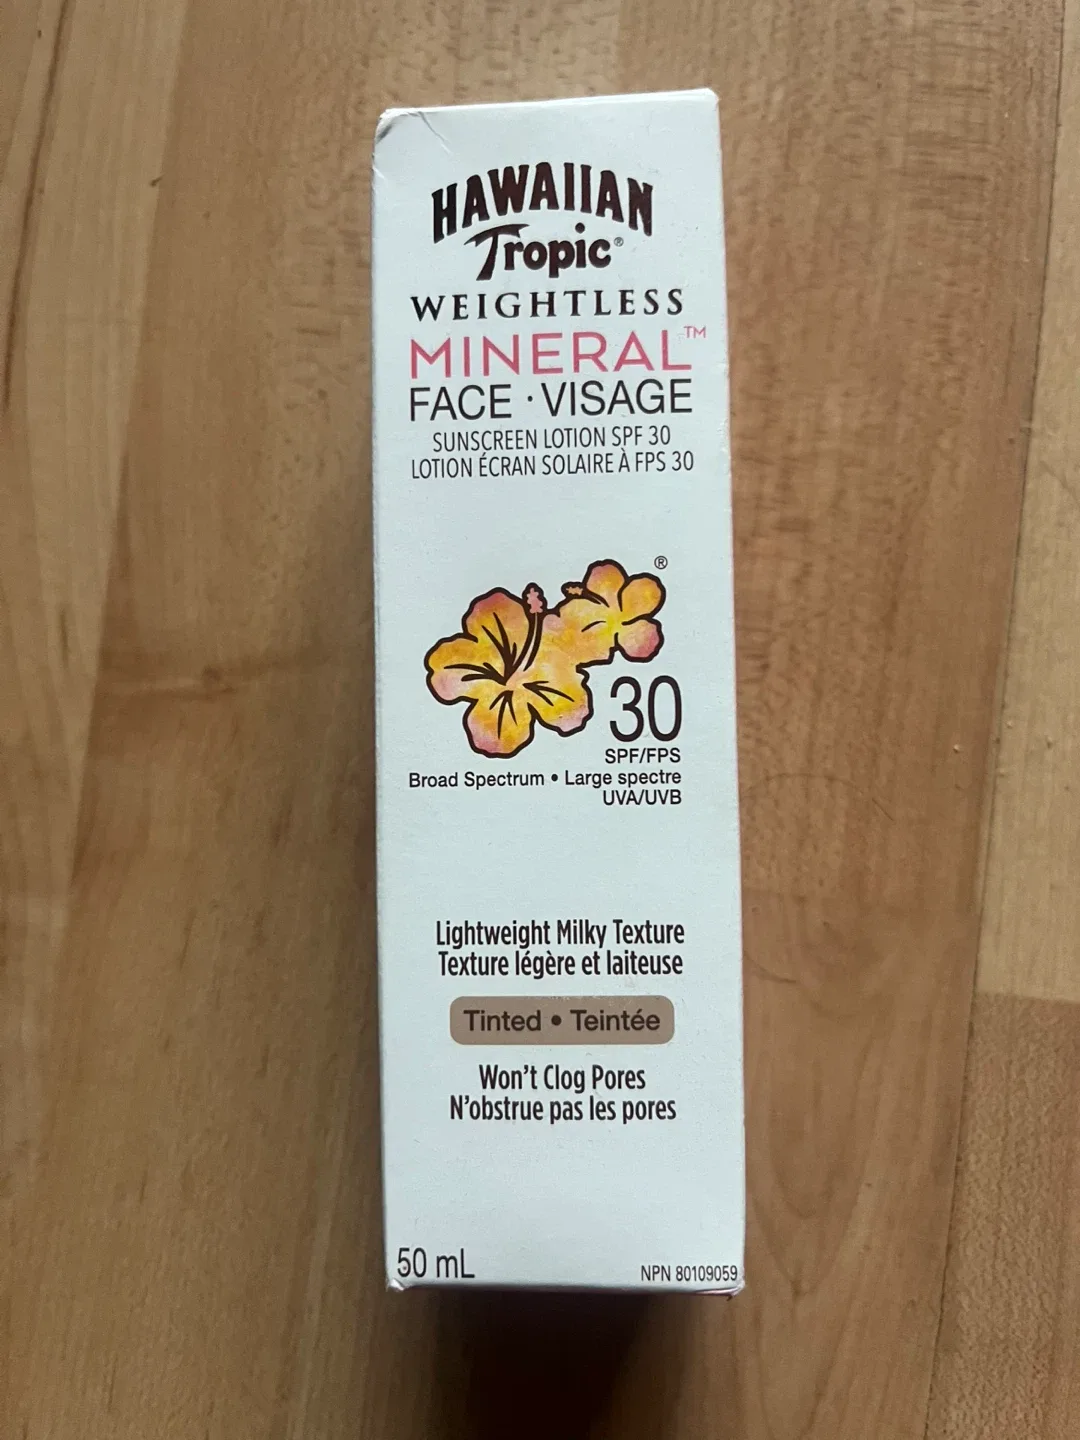 HAWAIIAN
Tropic®
WEIGHTLESS
MINERAL™
FACE · VISAGE
SUNSCREEN LOTION SPF 30
LOTION ÉCRAN SOLAIRE À FPS 30
®
30
SPF/FPS
Broad Spectrum • Large spectre
UVA/UVB
Lightweight Milky Texture
Texture légère et laiteuse
Tinted • Teintée
Won't Clog Pores
N'obstrue pas les pores
50 mL
NPN 80109059